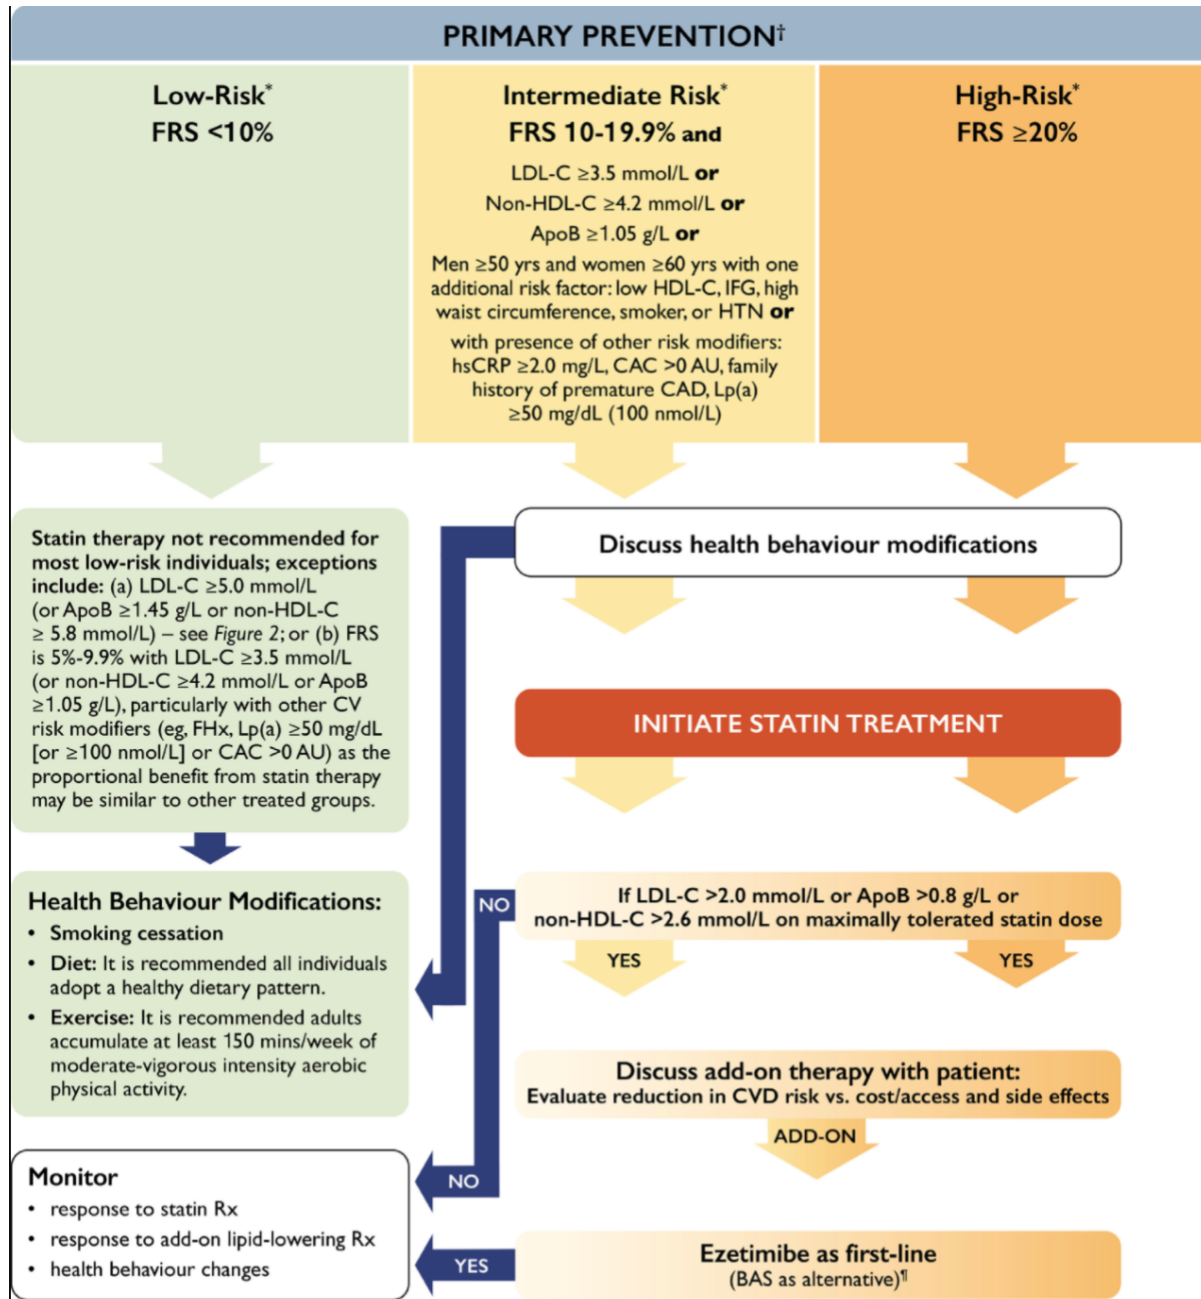 PRIMARY PREVENTION†
Low-Risk*
FRS <10%
Intermediate Risk*
FRS 10-19.9% and
LDL-C ≥3.5 mmol/L or
Non-HDL-C ≥4.2 mmol/L or
ApoB ≥1.05 g/L or
Men ≥50 yrs and women ≥60 yrs with one
additional risk factor: low HDL-C, IFG, high
waist circumference, smoker, or HTN or
with presence of other risk modifiers:
hsCRP ≥2.0 mg/L, CAC >0 AU, family
history of premature CAD, Lp(a)
≥50 mg/dL (100 nmol/L)
High-Risk*
FRS ≥20%
Statin therapy not recommended for
most low-risk individuals; exceptions
include: (a) LDL-C ≥5.0 mmol/L
(or ApoB ≥1.45 g/L or non-HDL-C
≥ 5.8 mmol/L) – see Figure 2; or (b) FRS
is 5%-9.9% with LDL-C ≥3.5 mmol/L
(or non-HDL-C ≥4.2 mmol/L or ApoB
≥1.05 g/L), particularly with other CV
risk modifiers (eg, FHx, Lp(a) ≥50 mg/dL
[or ≥100 nmol/L] or CAC >0 AU) as the
proportional benefit from statin therapy
may be similar to other treated groups.
Health Behaviour Modifications:
• Smoking cessation
• Diet: It is recommended all individuals
adopt a healthy dietary pattern.
• Exercise: It is recommended adults
accumulate at least 150 mins/week of
moderate-vigorous intensity aerobic
physical activity.
Monitor
• response to statin Rx
• response to add-on lipid-lowering Rx
• health behaviour changes
Discuss health behaviour modifications
INITIATE STATIN TREATMENT
NO
If LDL-C >2.0 mmol/L or ApoB >0.8 g/L or
non-HDL-C >2.6 mmol/L on maximally tolerated statin dose
YES
YES
Discuss add-on therapy with patient:
Evaluate reduction in CVD risk vs. cost/access and side effects
ADD-ON
NO
YES
Ezetimibe as first-line
(BAS as alternative)¶